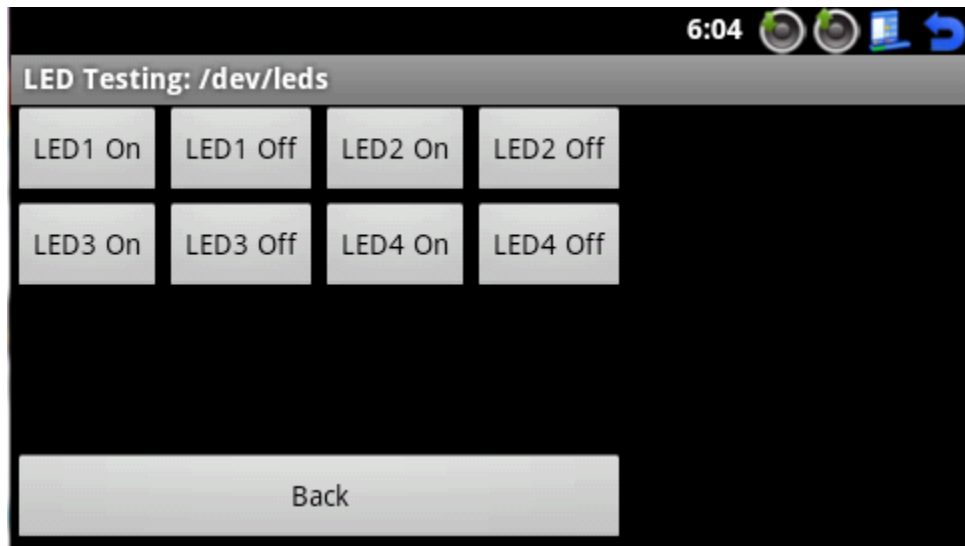 6:04
LED Testing: /dev/leds
LED1 On LED1 Off LED2 On LED2 Off
LED3 On LED3 Off LED4 On LED4 Off
Back